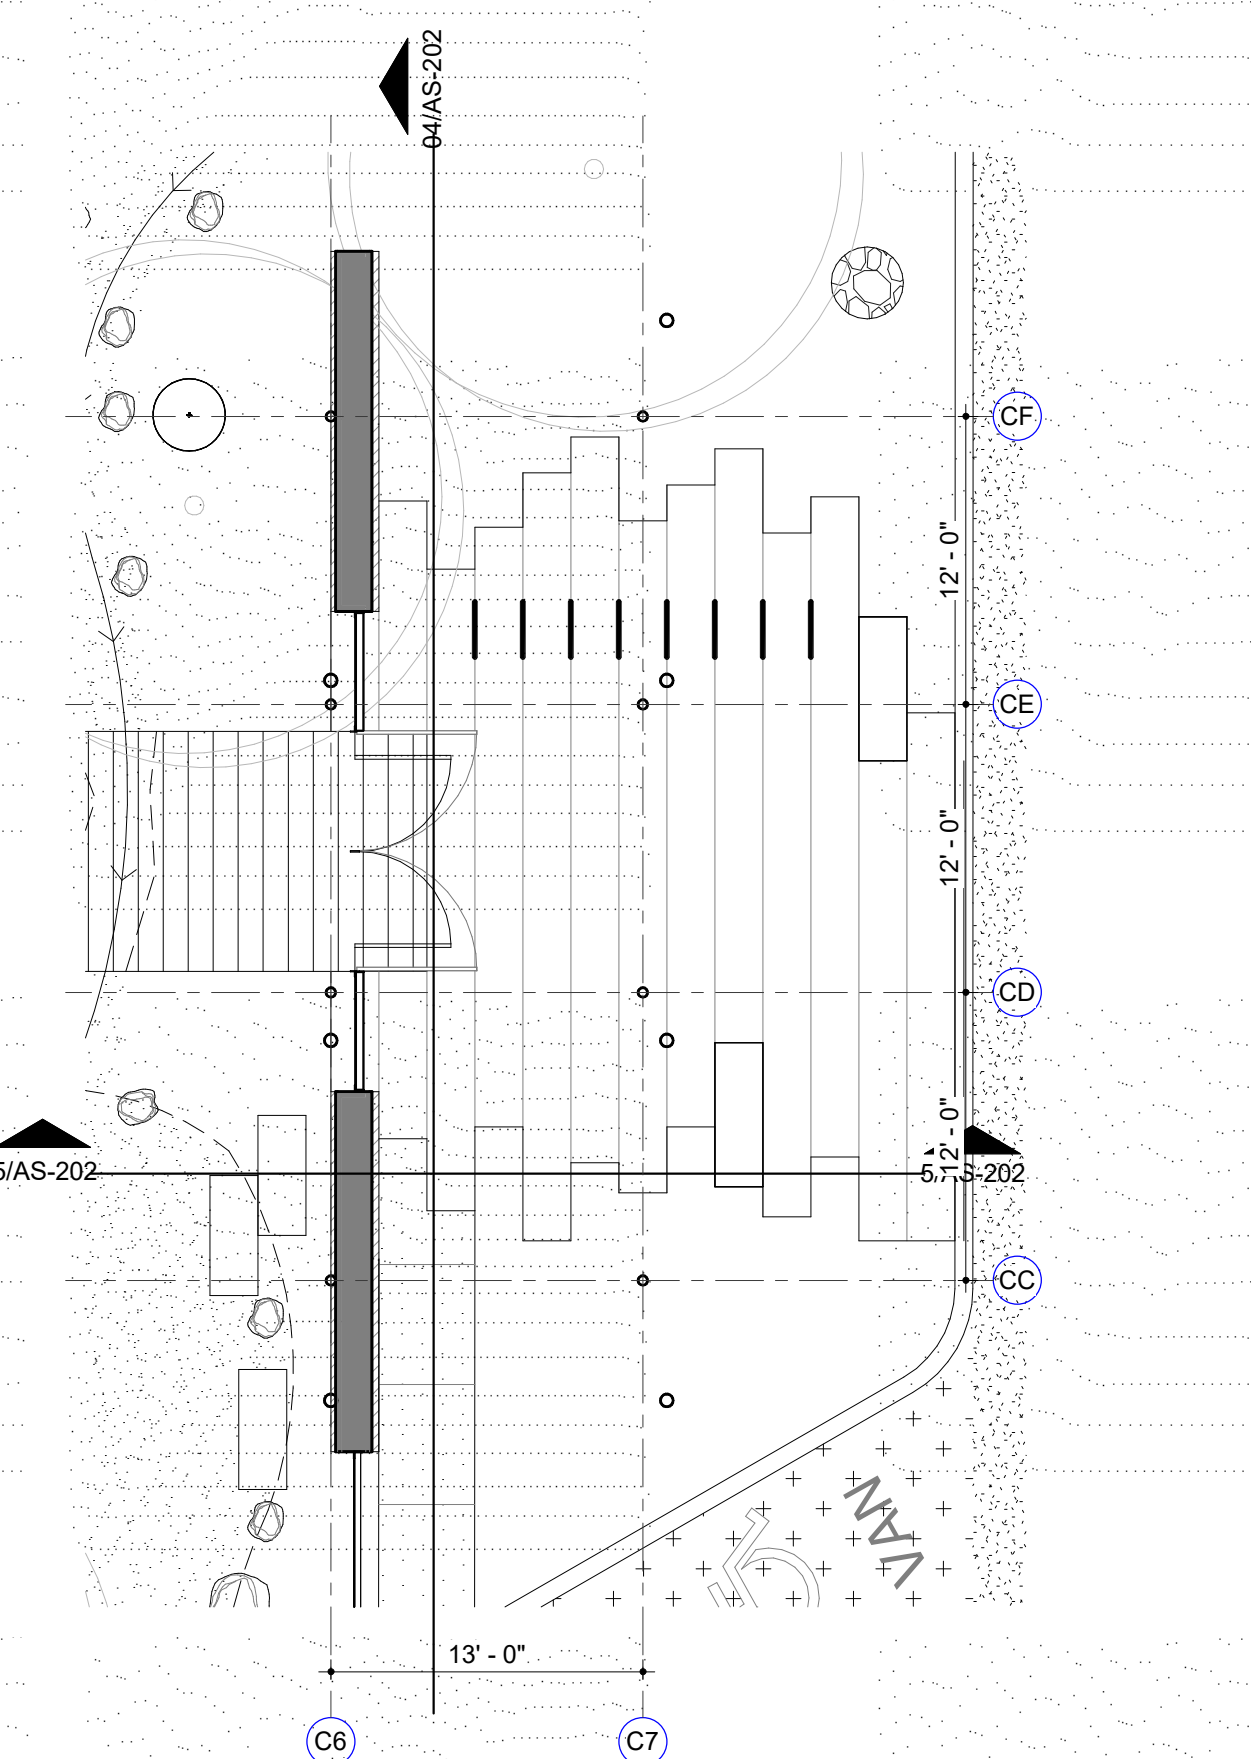 04/AS-202
CF
12' - 0"
CE
12' - 0"
CD
12' - 0"
5/AS-202
5/AS-202
CC
VAN
13' - 0"
C6
C7